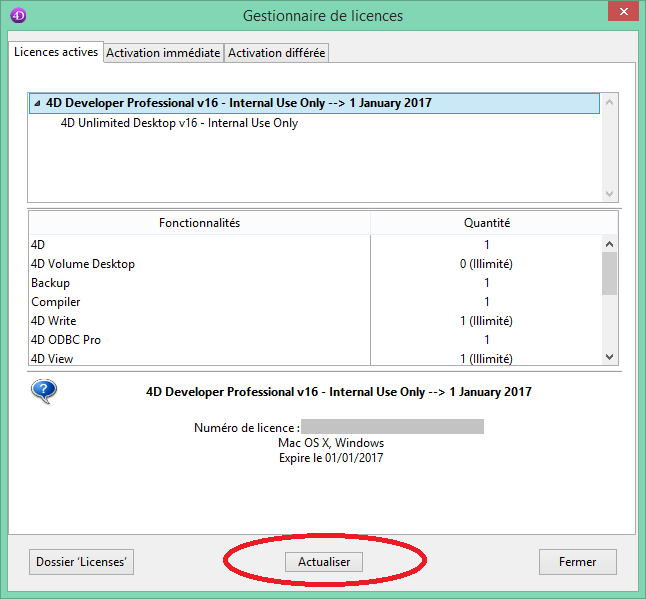 4D
Gestionnaire de licences
Licences actives Activation immédiate Activation différée
4D Developer Professional v16 - Internal Use Only --> 1 January 2017
4D Unlimited Desktop v16 - Internal Use Only
Fonctionnalités Quantité
4D 1
4D Volume Desktop 0 (Illimité)
Backup 1
Compiler 1
4D Write 1 (Illimité)
4D ODBC Pro 1
4D View 1 (Illimité)
4D Developer Professional v16 - Internal Use Only --> 1 January 2017
Numéro de licence :
Mac OS X, Windows
Expire le 01/01/2017
Dossier 'Licenses' Actualiser Fermer